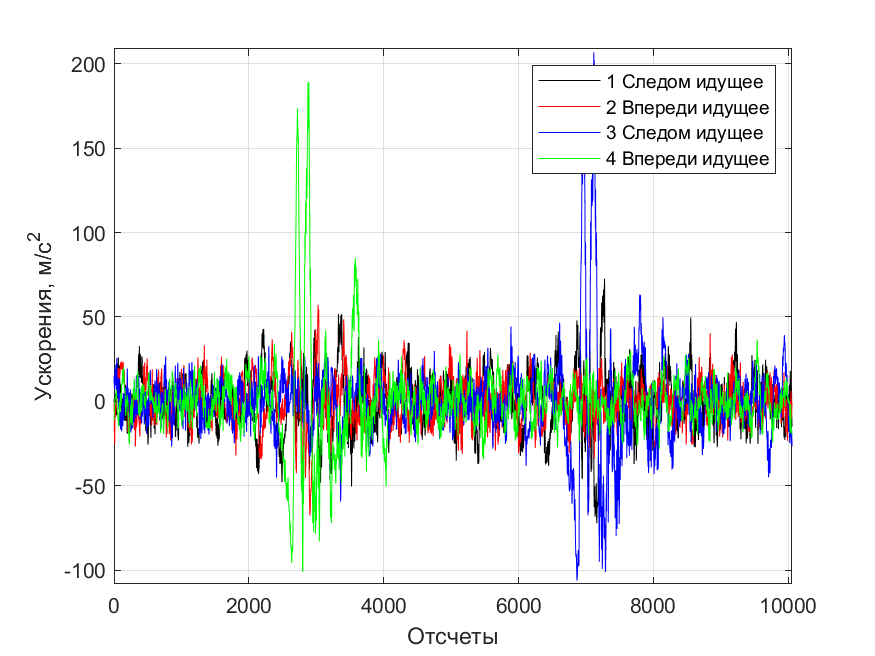 200
150
100
50
0
-50
-100
Ускорения, м/с²
0
2000
4000
6000
8000
10000
Отсчеты
1 Следом идущее
2 Впереди идущее
3 Следом идущее
4 Впереди идущее